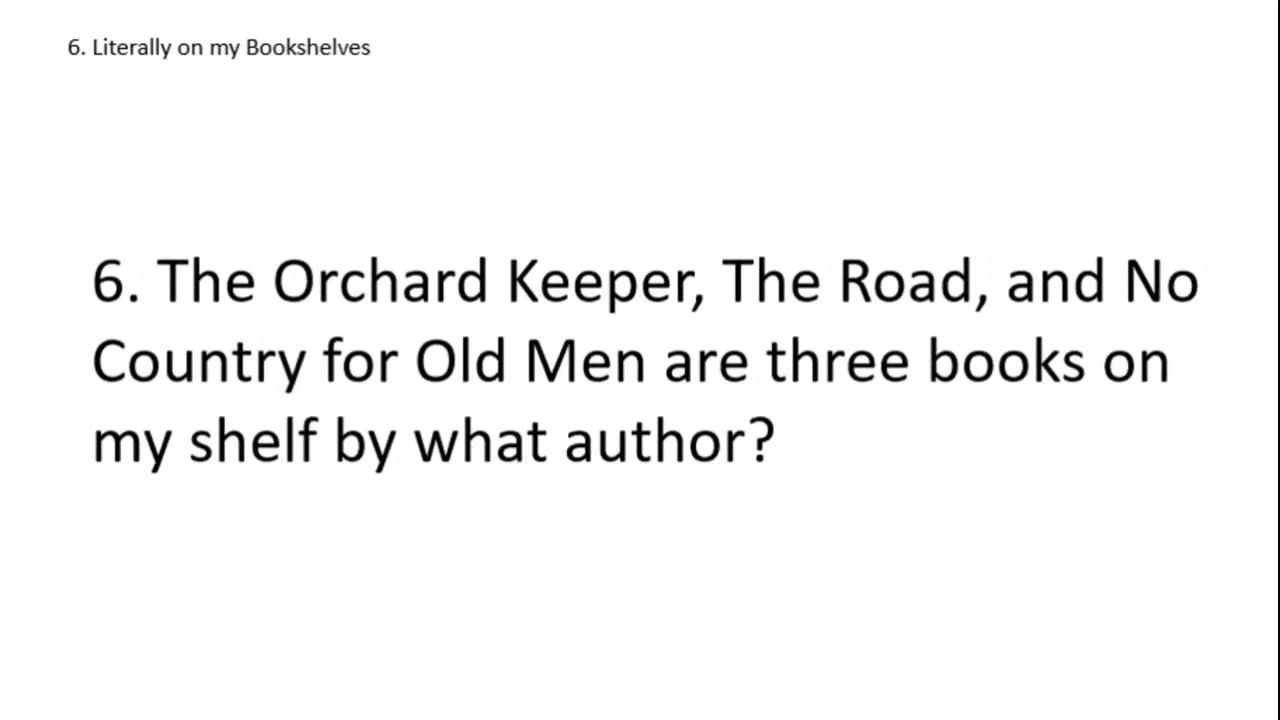 6. Literally on my Bookshelves
6. The Orchard Keeper, The Road, and No
Country for Old Men are three books on
my shelf by what author?